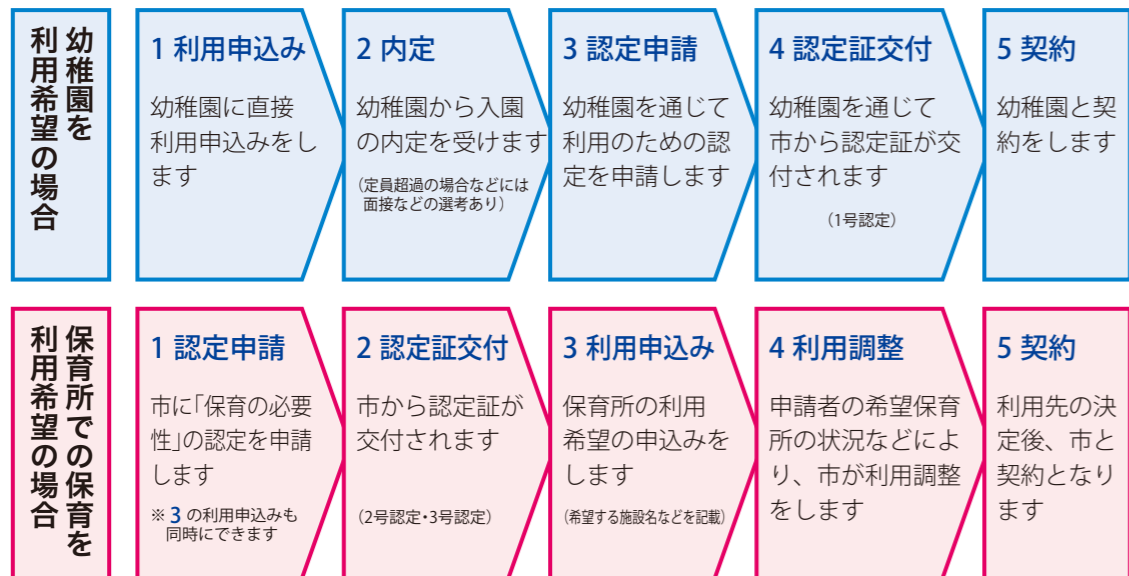 幼稚園を
利用希望の場合
1 利用申込み
幼稚園に直接
利用申込みをし
ます
2 内定
幼稚園から入園
の内定を受けます
（定員超過の場合などには
面接などの選考あり）
3 認定申請
幼稚園を通じて
利用のための認
定を申請します
4 認定証交付
幼稚園を通じて
市から認定証が交
付されます
（1号認定）
5 契約
幼稚園と契
約をします
保育所での保育を
利用希望の場合
1 認定申請
市に「保育の必要
性」の認定を申請
します
※ 3 の利用申込みも
同時にできます
2 認定証交付
市から認定証が
交付されます
（2号認定・3号認定）
3 利用申込み
保育所の利用
希望の申込みを
します
（希望する施設名などを記載）
4 利用調整
申請者の希望保育
所の状況などによ
り、市が利用調整
をします
5 契約
利用先の決
定後、市と
契約となり
ます